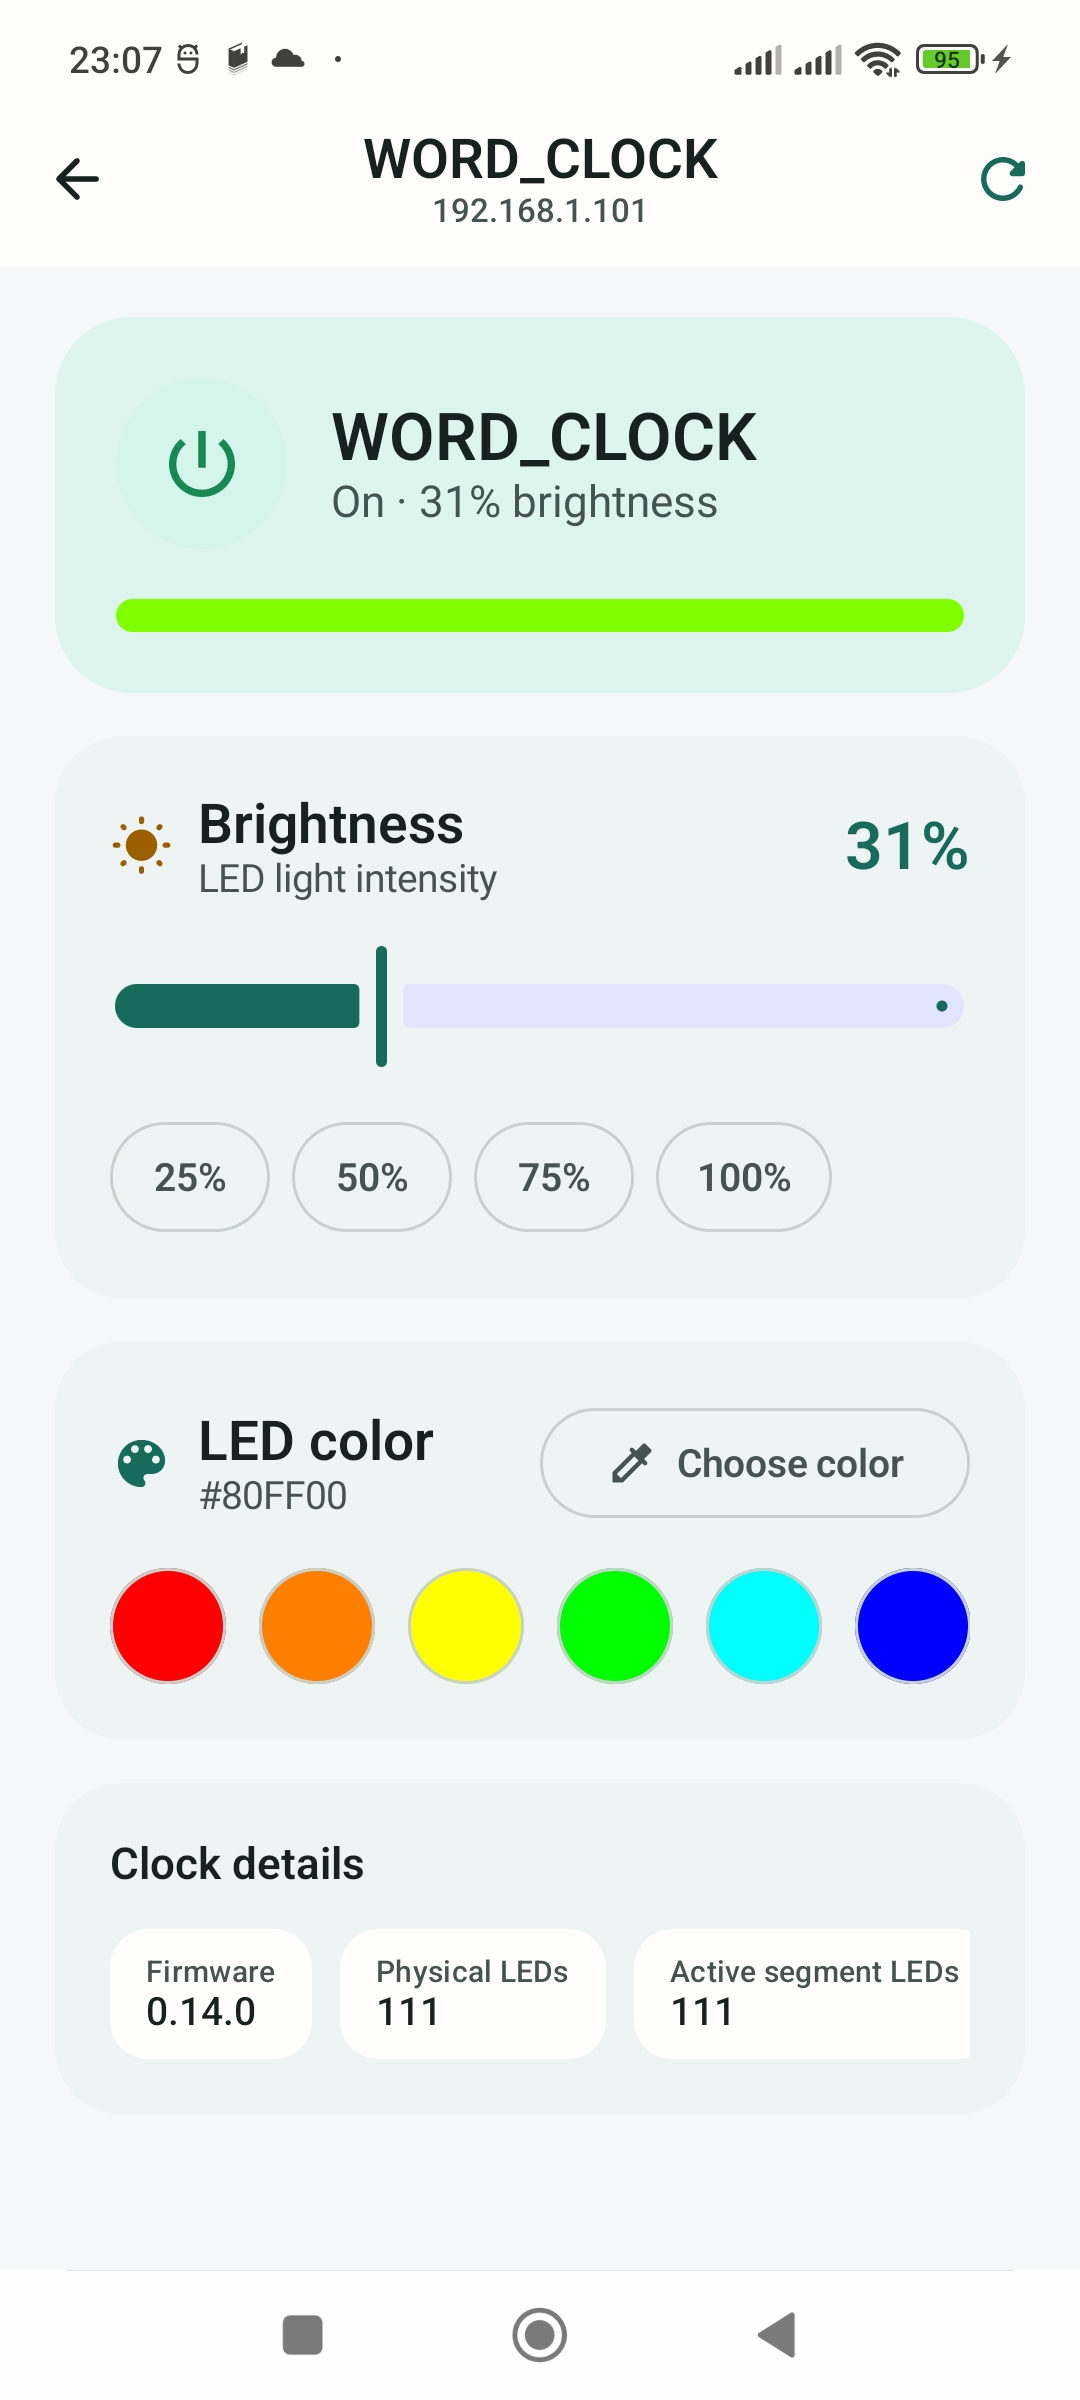 23:07
95
WORD_CLOCK
192.168.1.101
WORD_CLOCK
On · 31% brightness
Brightness
LED light intensity
31%
25%
50%
75%
100%
LED color
#80FF00
Choose color
Clock details
Firmware
0.14.0
Physical LEDs
111
Active segment LEDs
111